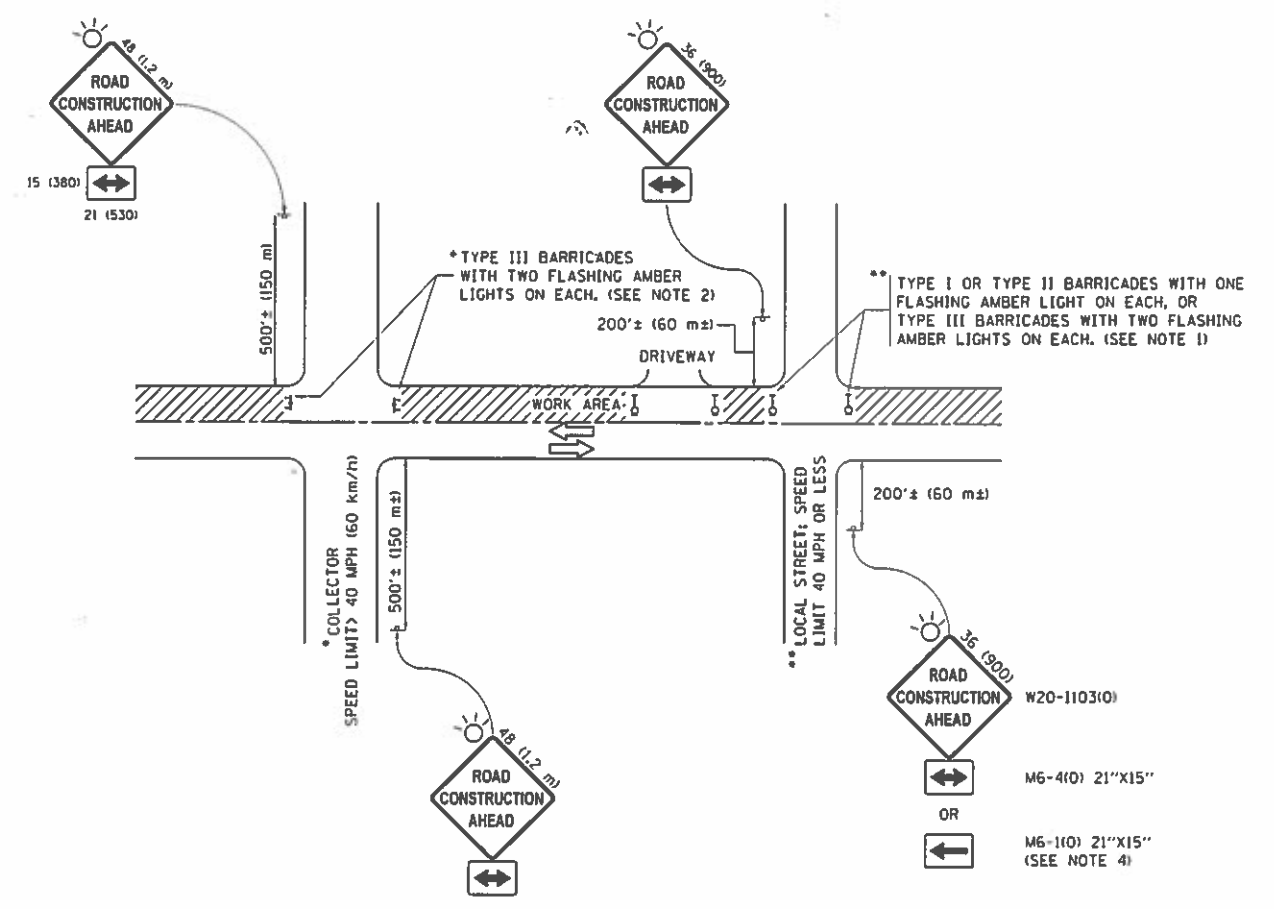 48 (1.2 m)
ROAD
CONSTRUCTION
AHEAD
15 (380)
21 (530)
36 (900)
ROAD
CONSTRUCTION
AHEAD
500'± (150 m)
* TYPE III BARRICADES
WITH TWO FLASHING AMBER
LIGHTS ON EACH. (SEE NOTE 2)
200'± (60 m±)
DRIVEWAY
** TYPE I OR TYPE II BARRICADES WITH ONE
FLASHING AMBER LIGHT ON EACH, OR
TYPE III BARRICADES WITH TWO FLASHING
AMBER LIGHTS ON EACH. (SEE NOTE 1)
WORK AREA
* COLLECTOR
SPEED LIMIT> 40 MPH (60 km/h)
500'± (150 m±)
** LOCAL STREET: SPEED
LIMIT 40 MPH OR LESS
200'± (60 m±)
48 (1.2 m)
ROAD
CONSTRUCTION
AHEAD
36 (900)
ROAD
CONSTRUCTION
AHEAD
W20-1103(0)
M6-4(0) 21"X15"
OR
M6-1(0) 21"X15"
(SEE NOTE 4)